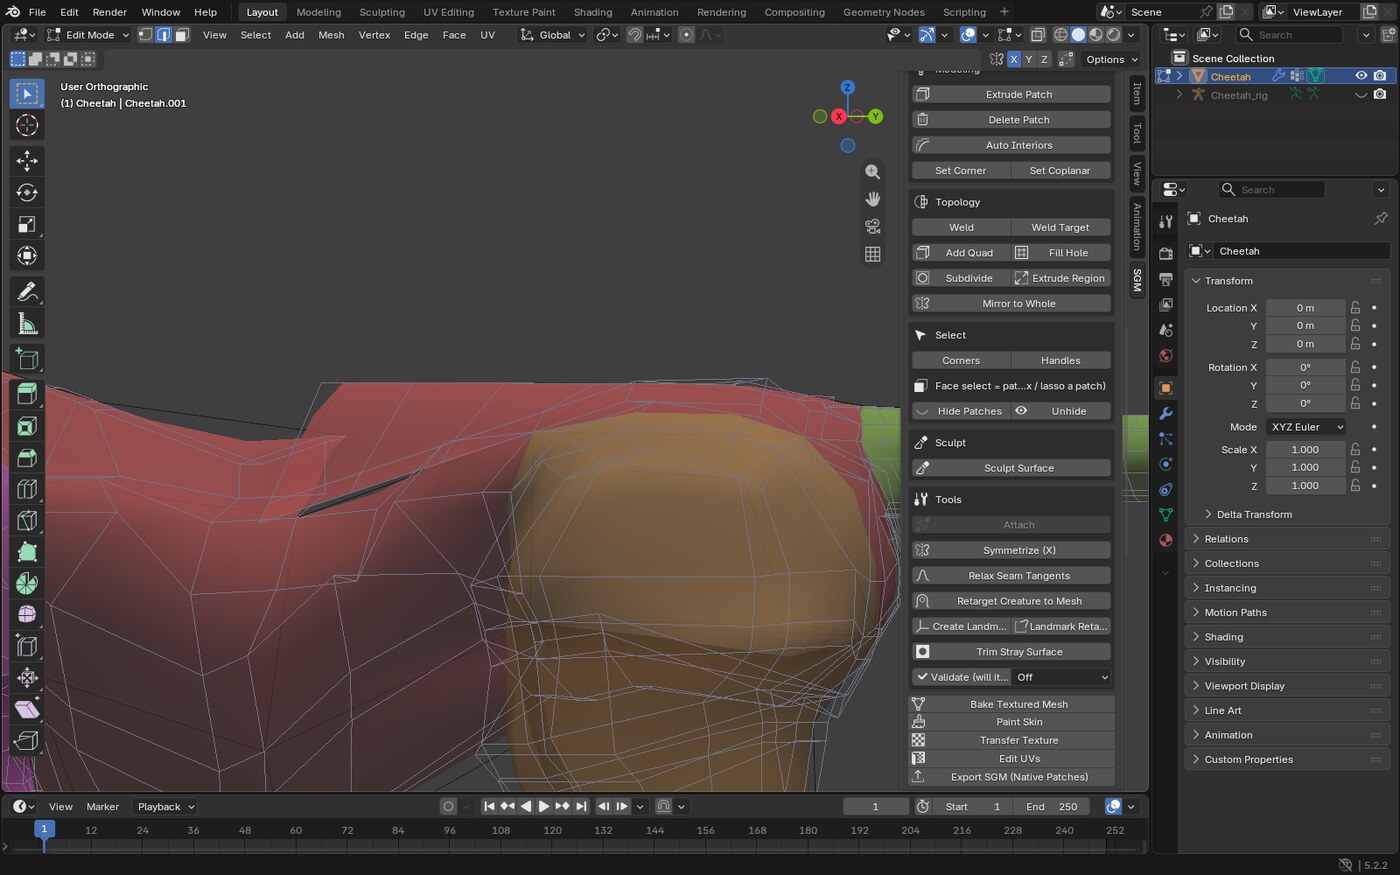 File Edit Render Window Help Layout Modeling Sculpting UV Editing Texture Paint Shading Animation Rendering Compositing Geometry Nodes Scripting + Scene ViewLayer
Edit Mode View Select Add Mesh Vertex Edge Face UV Global Search
X Y Z Options
Scene Collection
Cheetah
Cheetah_rig
User Orthographic
(1) Cheetah | Cheetah.001
Z
X
Y
Modeling
Extrude Patch
Delete Patch
Auto Interiors
Set Corner Set Coplanar
Topology
Weld Weld Target
Add Quad Fill Hole
Subdivide Extrude Region
Mirror to Whole
Select
Corners Handles
Face select = pat...x / lasso a patch)
Hide Patches Unhide
Sculpt
Sculpt Surface
Tools
Attach
Symmetrize (X)
Relax Seam Tangents
Retarget Creature to Mesh
Create Landm... Landmark Reta...
Trim Stray Surface
Validate (will it... Off
Bake Textured Mesh
Paint Skin
Transfer Texture
Edit UVs
Export SGM (Native Patches)
Item
Tool
View
Animation
SGM
Search
Cheetah
Cheetah
Transform
Location X 0 m
Y 0 m
Z 0 m
Rotation X 0°
Y 0°
Z 0°
Mode XYZ Euler
Scale X 1.000
Y 1.000
Z 1.000
Delta Transform
Relations
Collections
Instancing
Motion Paths
Shading
Visibility
Viewport Display
Line Art
Animation
Custom Properties
View Marker Playback 1 Start 1 End 250
1 12 24 36 48 60 72 84 96 108 120 132 144 156 168 180 192 204 216 228 240 252
5.2.2